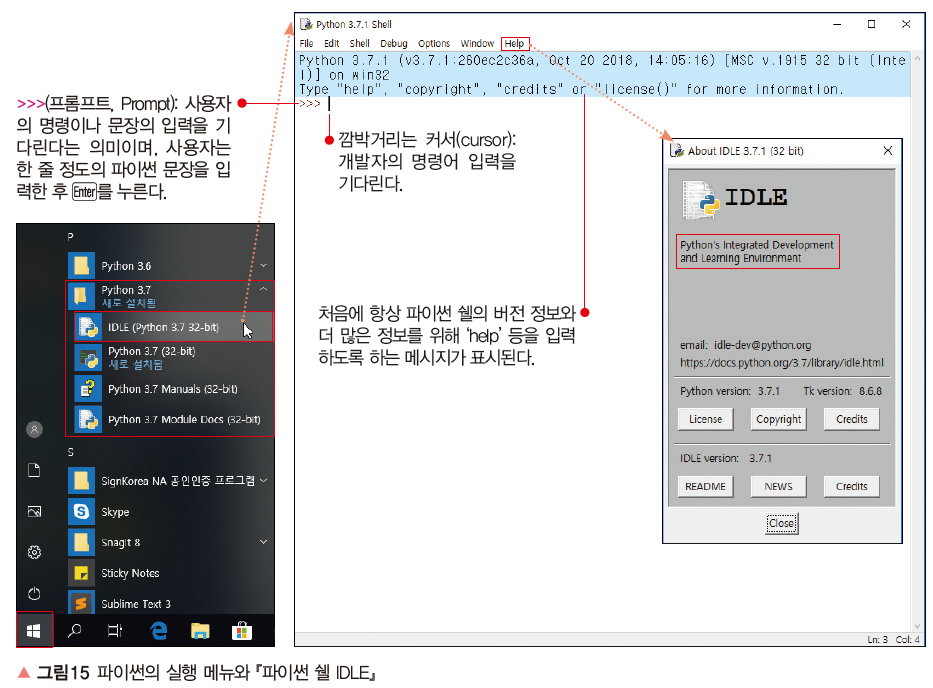 Python 3.7.1 Shell
File Edit Shell Debug Options Window Help
Python 3.7.1 (v3.7.1:260ec2c36a, Oct 20 2018, 14:05:16) [MSC v.1915 32 bit (Inte
l)] on win32
Type "help", "copyright", "credits" or "license()" for more information.
>>>
>>>(프롬프트, Prompt): 사용자
의 명령이나 문장의 입력을 기
다린다는 의미이며, 사용자는
한 줄 정도의 파이썬 문장을 입
력한 후 Enter를 누른다.
깜박거리는 커서(cursor):
개발자의 명령어 입력을
기다린다.
처음에 항상 파이썬 쉘의 버전 정보와
더 많은 정보를 위해 ‘help’ 등을 입력
하도록 하는 메시지가 표시된다.
P
Python 3.6
Python 3.7
새로 설치됨
IDLE (Python 3.7 32-bit)
Python 3.7 (32-bit)
새로 설치됨
Python 3.7 Manuals (32-bit)
Python 3.7 Module Docs (32-bit)
S
SignKorea NA 공인인증 프로그램
Skype
Snagit 8
Sticky Notes
Sublime Text 3
About IDLE 3.7.1 (32 bit)
IDLE
Python's Integrated Development
and Learning Environment
email: idle-dev@python.org
https://docs.python.org/3.7/library/idle.html
Python version: 3.7.1 Tk version: 8.6.8
License Copyright Credits
IDLE version: 3.7.1
README NEWS Credits
Close
Ln: 3 Col: 4
▲ 그림15 파이썬의 실행 메뉴와 『파이썬 쉘 IDLE』